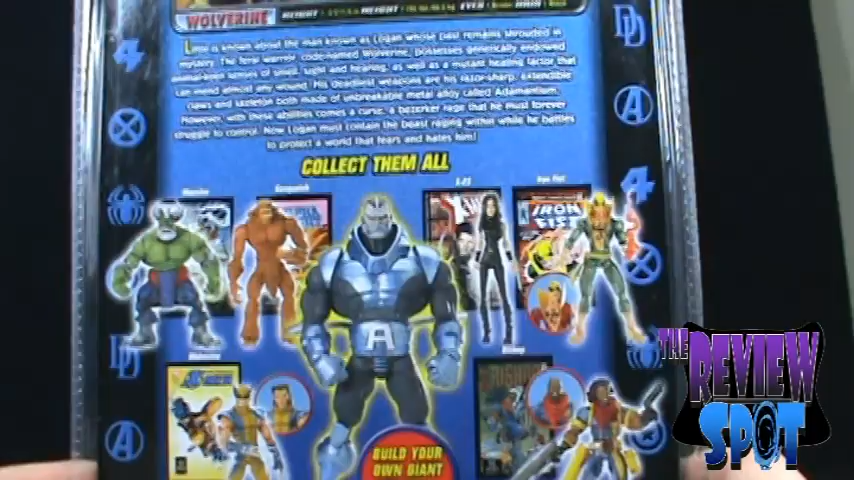 WOLVERINE
Little is known about the man known as Logan whose past remains shrouded in
mystery. The feral warrior code-named Wolverine, possesses genetically endowed
animal-keen senses of smell, sight and hearing, as well as a mutant healing factor that
can mend almost any wound. His deadliest weapons are his razor-sharp, extendible
claws and skeleton both made of unbreakable metal alloy called Adamantium.
However, with these abilities comes a curse, a bezerker rage that he must forever
struggle to control. Now Logan must contain the beast raging within while he battles
to protect a world that fears and hates him!
COLLECT THEM ALL
Sasquatch
X-23
Iron Fist
IRON
FIST
A
Wolverine
Bishop
BISHOP
BUILD YOUR
OWN GIANT
THE
REVIEW
SPOT